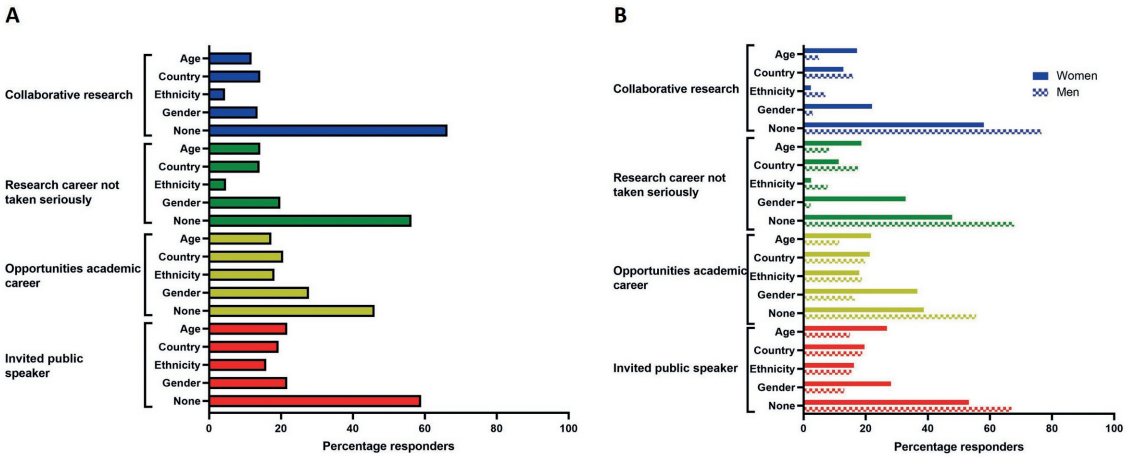 A
Collaborative research
Age
Country
Ethnicity
Gender
None
Research career not
taken seriously
Age
Country
Ethnicity
Gender
None
Opportunities academic
career
Age
Country
Ethnicity
Gender
None
Invited public
speaker
Age
Country
Ethnicity
Gender
None
0 20 40 60 80 100
Percentage responders
B
Women
Men
Collaborative research
Age
Country
Ethnicity
Gender
None
Research career not
taken seriously
Age
Country
Ethnicity
Gender
None
Opportunities academic
career
Age
Country
Ethnicity
Gender
None
Invited public speaker
Age
Country
Ethnicity
Gender
None
0 20 40 60 80 100
Percentage responders